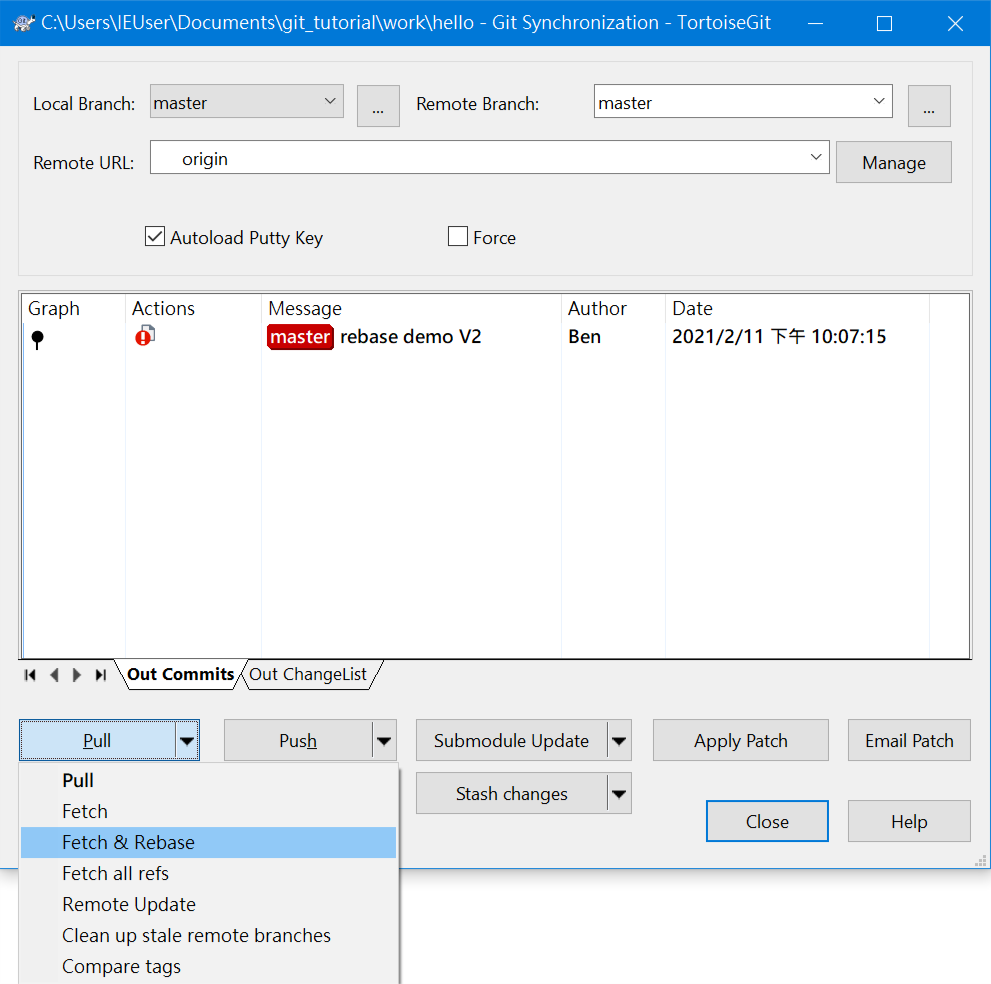 C:\Users\IEUser\Documents\git_tutorial\work\hello - Git Synchronization - TortoiseGit
Local Branch: master ... Remote Branch: master ...
Remote URL: origin Manage
Autoload Putty Key Force
Graph Actions Message Author Date
master rebase demo V2 Ben 2021/2/11 下午 10:07:15
Out Commits Out ChangeList
Pull Push Submodule Update Apply Patch Email Patch
Stash changes
Close Help
Pull
Fetch
Fetch & Rebase
Fetch all refs
Remote Update
Clean up stale remote branches
Compare tags